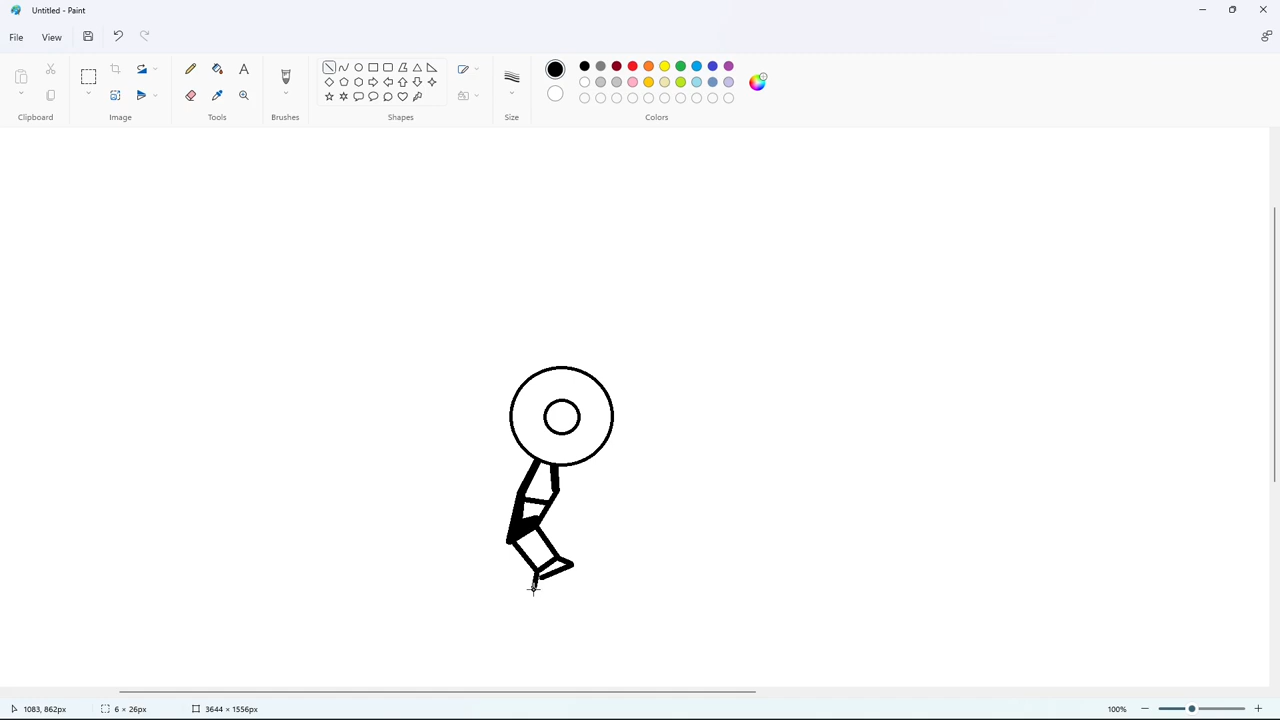 Untitled - Paint
File View
Clipboard Image Tools Brushes Shapes Size Colors
1083, 862px 6 × 26px 3644 × 1556px 100%